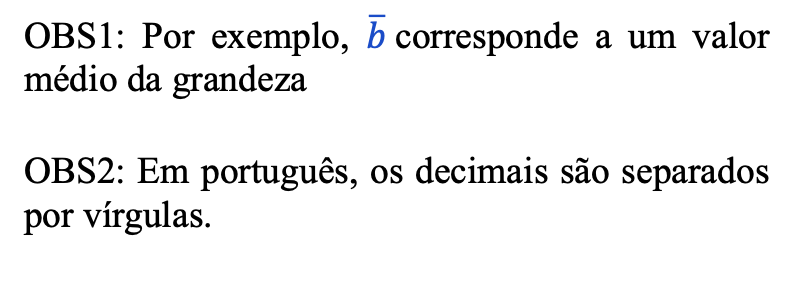 OBS1: Por exemplo, b̅ corresponde a um valor
médio da grandeza
OBS2: Em português, os decimais são separados
por vírgulas.